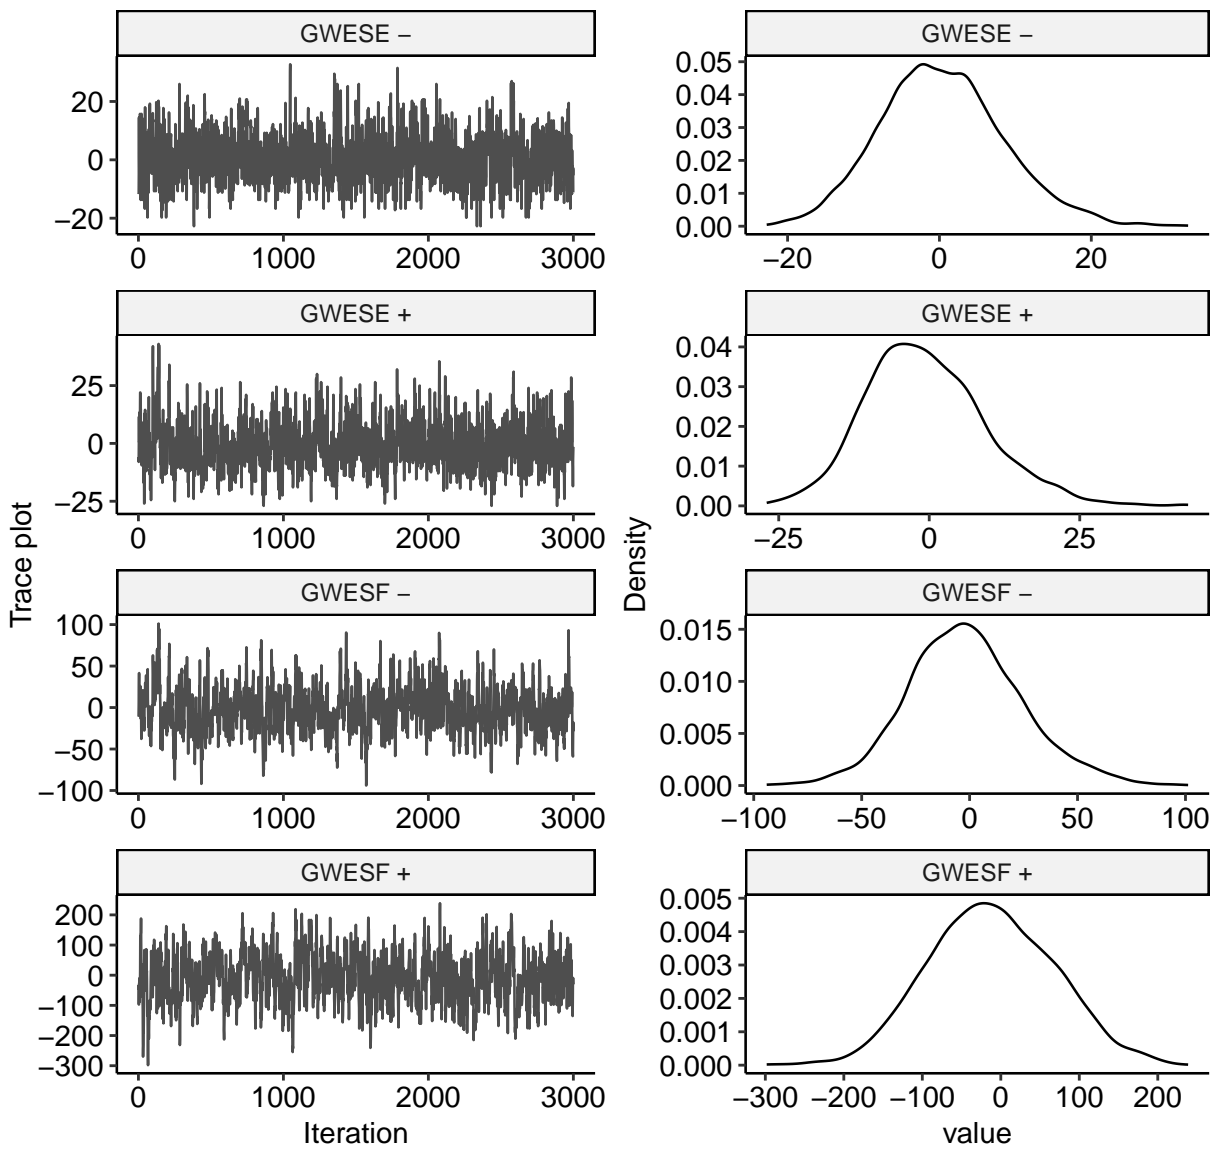 GWESE −
20
0
−20
0 1000 2000 3000
GWESE −
0.05
0.04
0.03
0.02
0.01
0.00
−20 0 20
GWESE +
25
0
−25
0 1000 2000 3000
GWESE +
0.04
0.03
0.02
0.01
0.00
−25 0 25
Trace plot
Density
GWESF −
100
50
0
−50
−100
0 1000 2000 3000
GWESF −
0.015
0.010
0.005
0.000
−100 −50 0 50 100
GWESF +
200
100
0
−100
−200
−300
0 1000 2000 3000
Iteration
GWESF +
0.005
0.004
0.003
0.002
0.001
0.000
−300 −200 −100 0 100 200
value